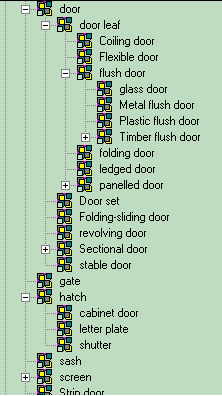 door
door leaf
Coiling door
Flexible door
flush door
glass door
Metal flush door
Plastic flush door
Timber flush door
folding door
ledged door
panelled door
Door set
Folding-sliding door
revolving door
Sectional door
stable door
gate
hatch
cabinet door
letter plate
shutter
sash
screen
Strip door